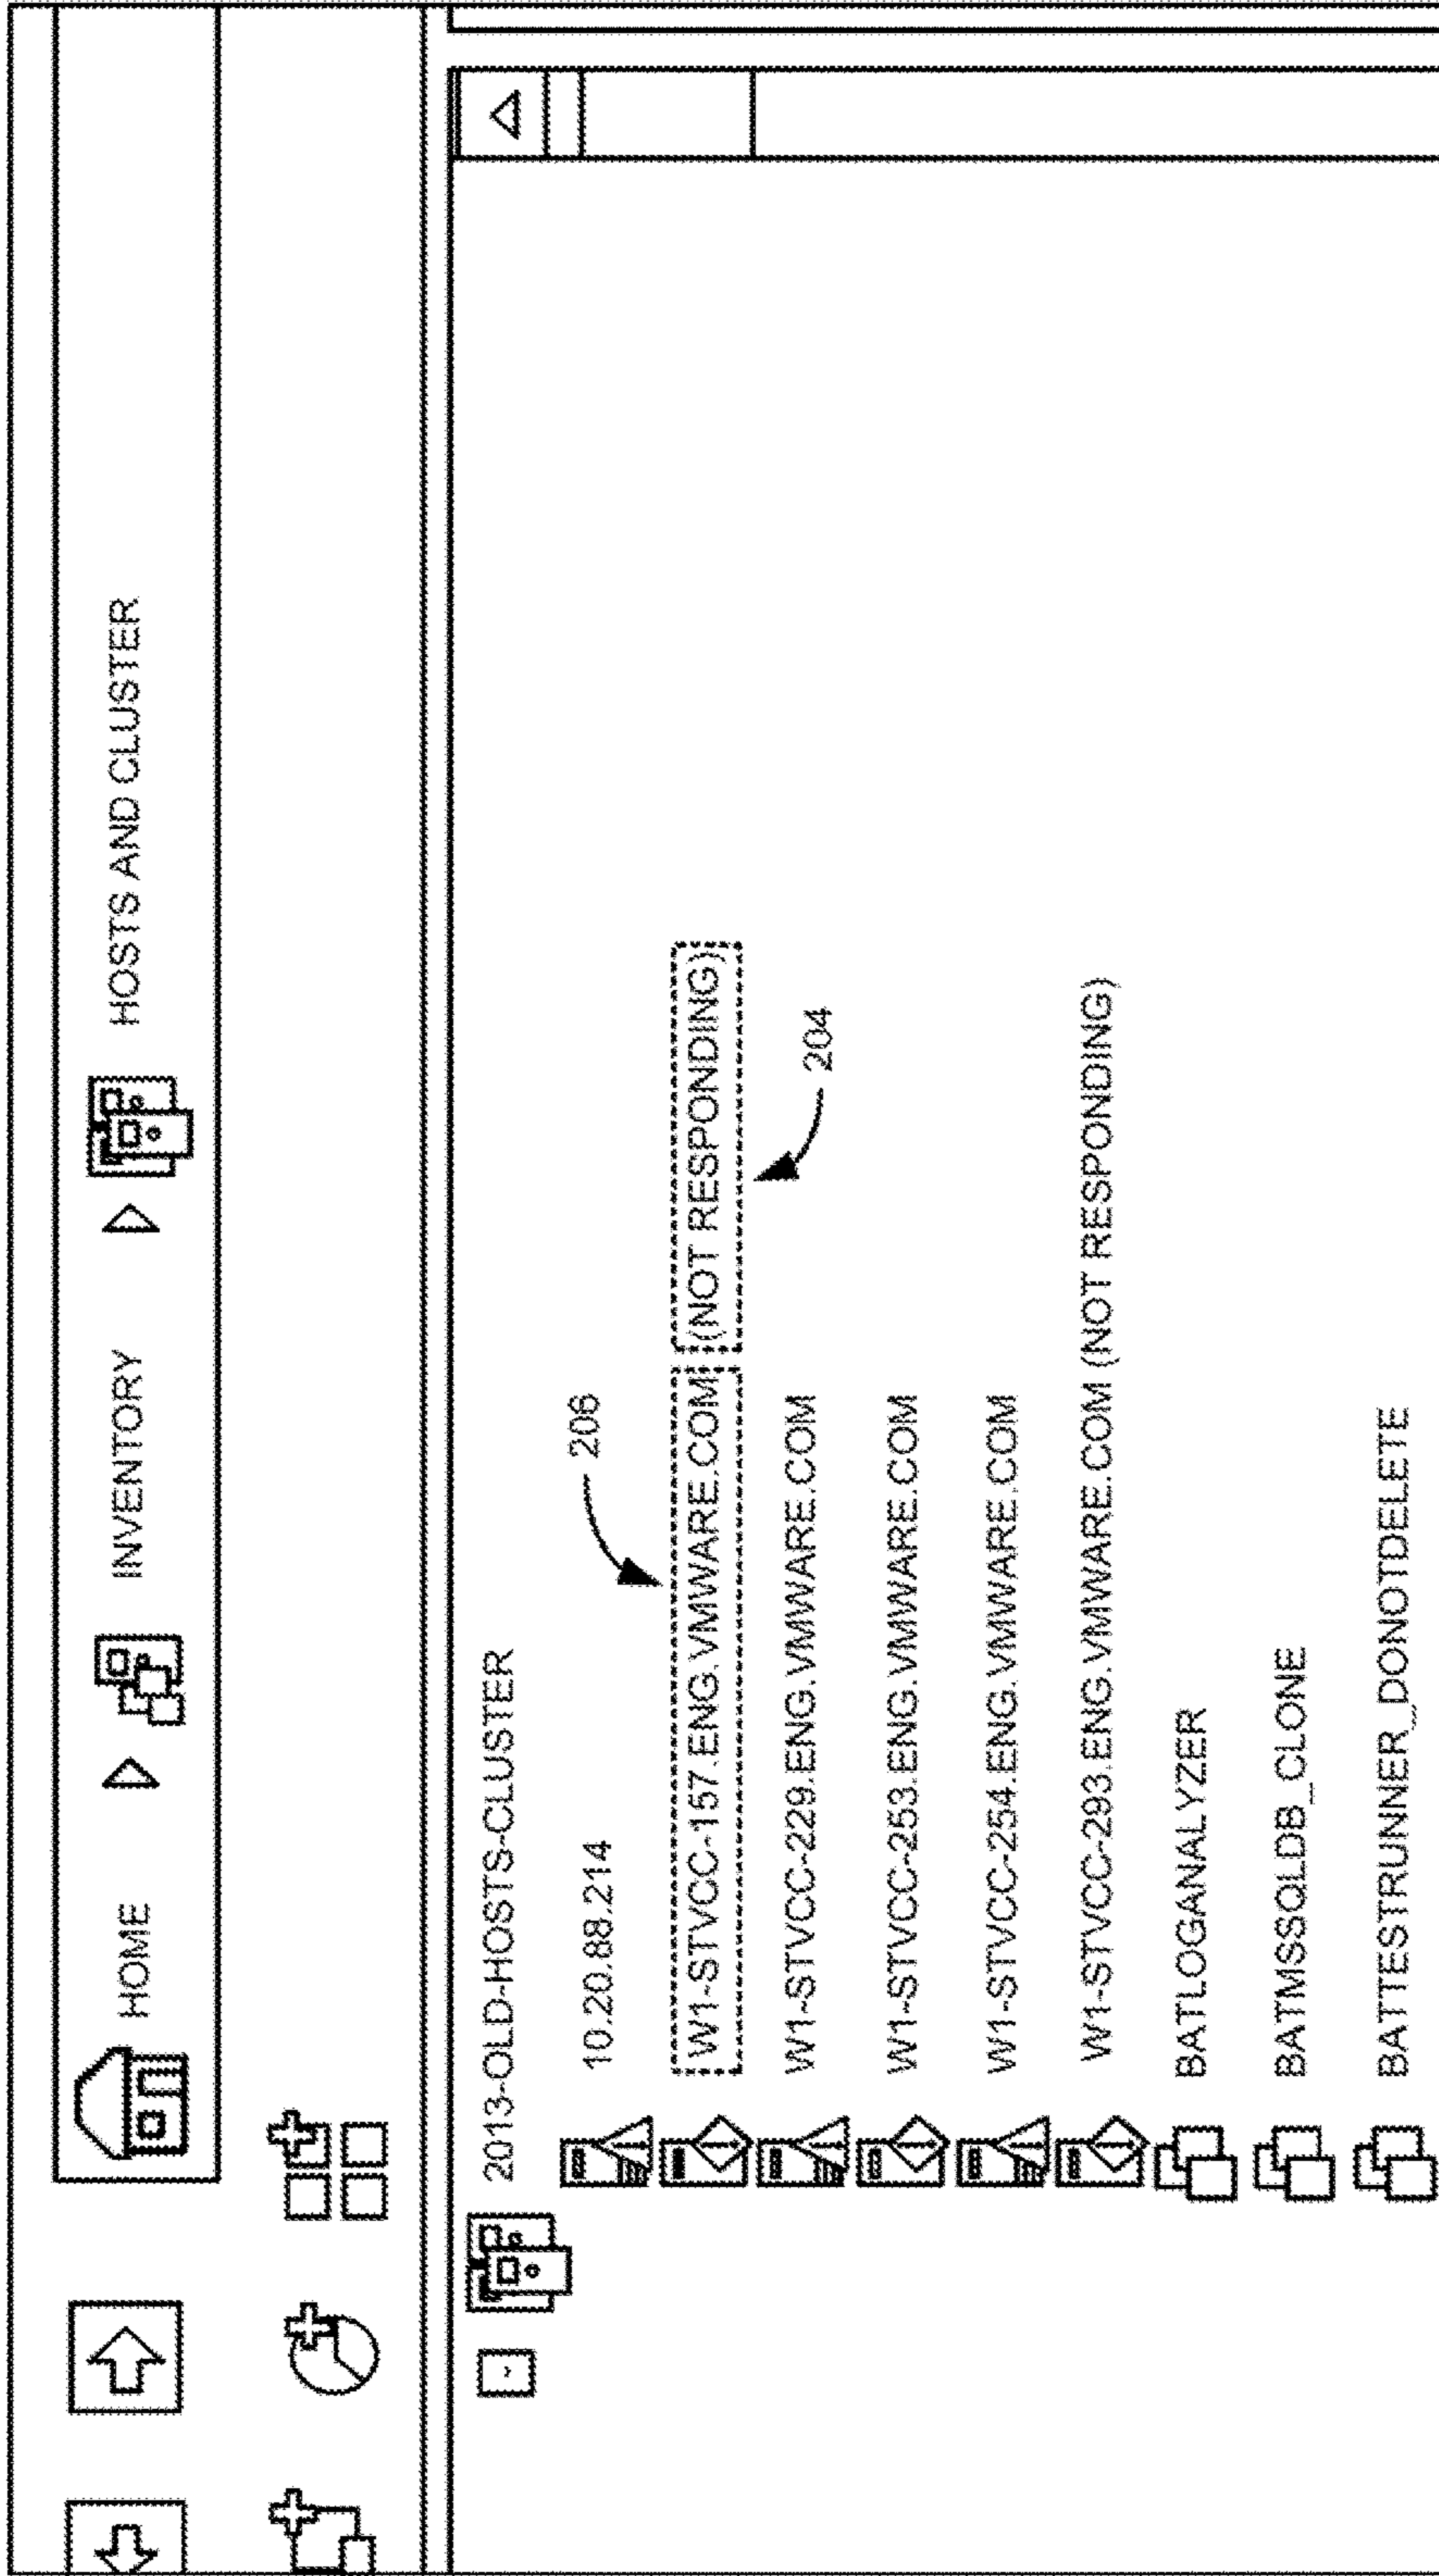 HOME INVENTORY HOSTS AND CLUSTER
2013-OLD-HOSTS-CLUSTER
10.20.88.214
206
W1-STVCC-157.ENG.VMWARE.COM (NOT RESPONDING)
204
W1-STVCC-229.ENG.VMWARE.COM
W1-STVCC-253.ENG.VMWARE.COM
W1-STVCC-254.ENG.VMWARE.COM
W1-STVCC-293.ENG.VMWARE.COM (NOT RESPONDING)
BATLOGANALYZER
BATMSSQLDB_CLONE
BATTESTRUNNER_DONOTDELETE